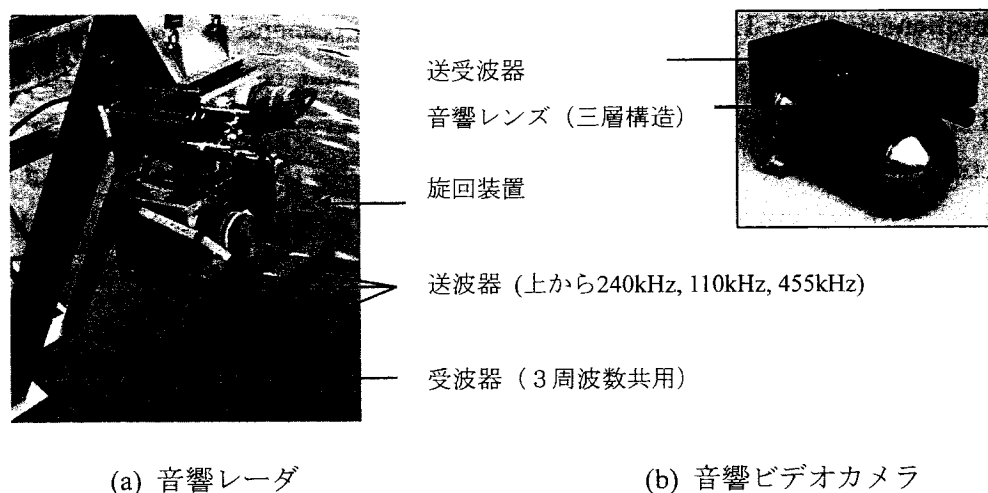 送受波器
音響レンズ（三層構造）
旋回装置
送波器 (上から240kHz, 110kHz, 455kHz)
受波器（３周波数共用）
(a) 音響レーダ
(b) 音響ビデオカメラ